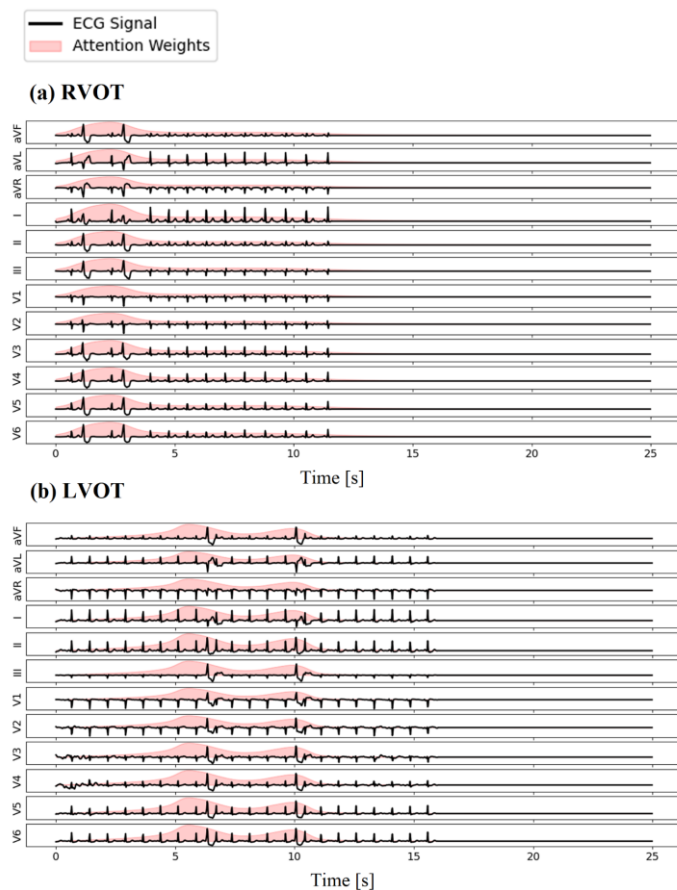 ECG Signal
Attention Weights
(a) RVOT
aVF
aVL
aVR
I
II
III
V1
V2
V3
V4
V5
V6
0 5 10 15 20 25
Time [s]
(b) LVOT
aVF
aVL
aVR
I
II
III
V1
V2
V3
V4
V5
V6
0 5 10 15 20 25
Time [s]